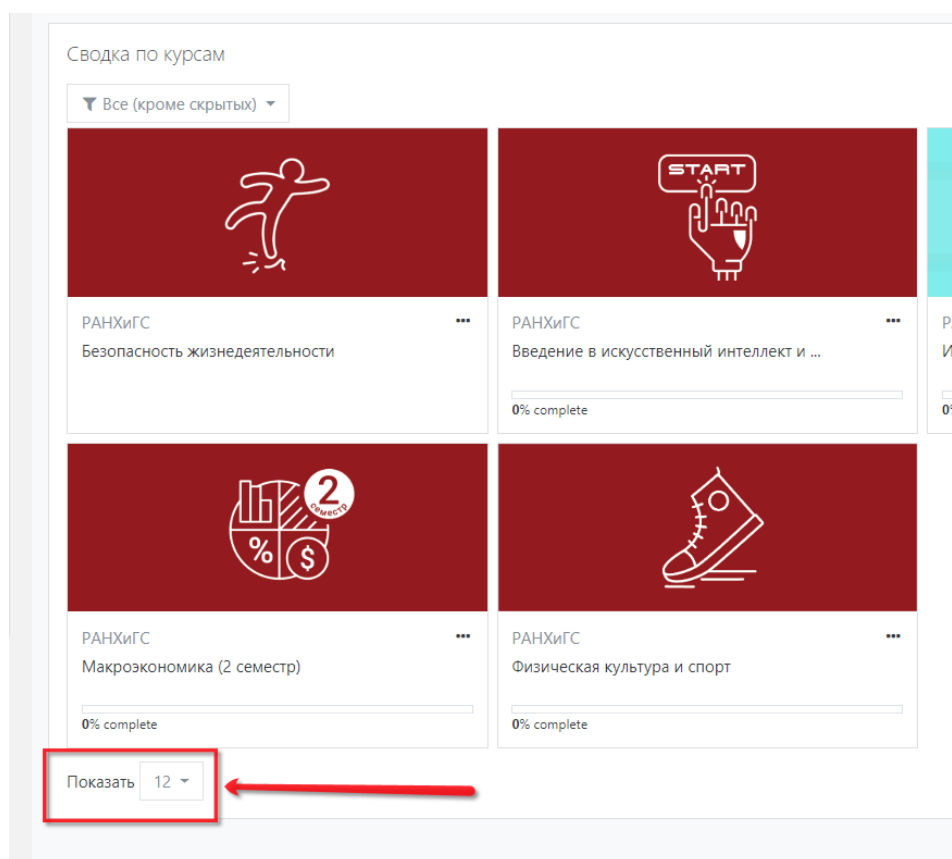 Сводка по курсам
Все (кроме скрытых)
START
РАНХиГС ...
РАНХиГС ...
Безопасность жизнедеятельности
Введение в искусственный интеллект и ...
0% complete
2
семестр
%
$
РАНХиГС ...
РАНХиГС ...
Макроэкономика (2 семестр)
Физическая культура и спорт
0% complete
0% complete
Показать 12